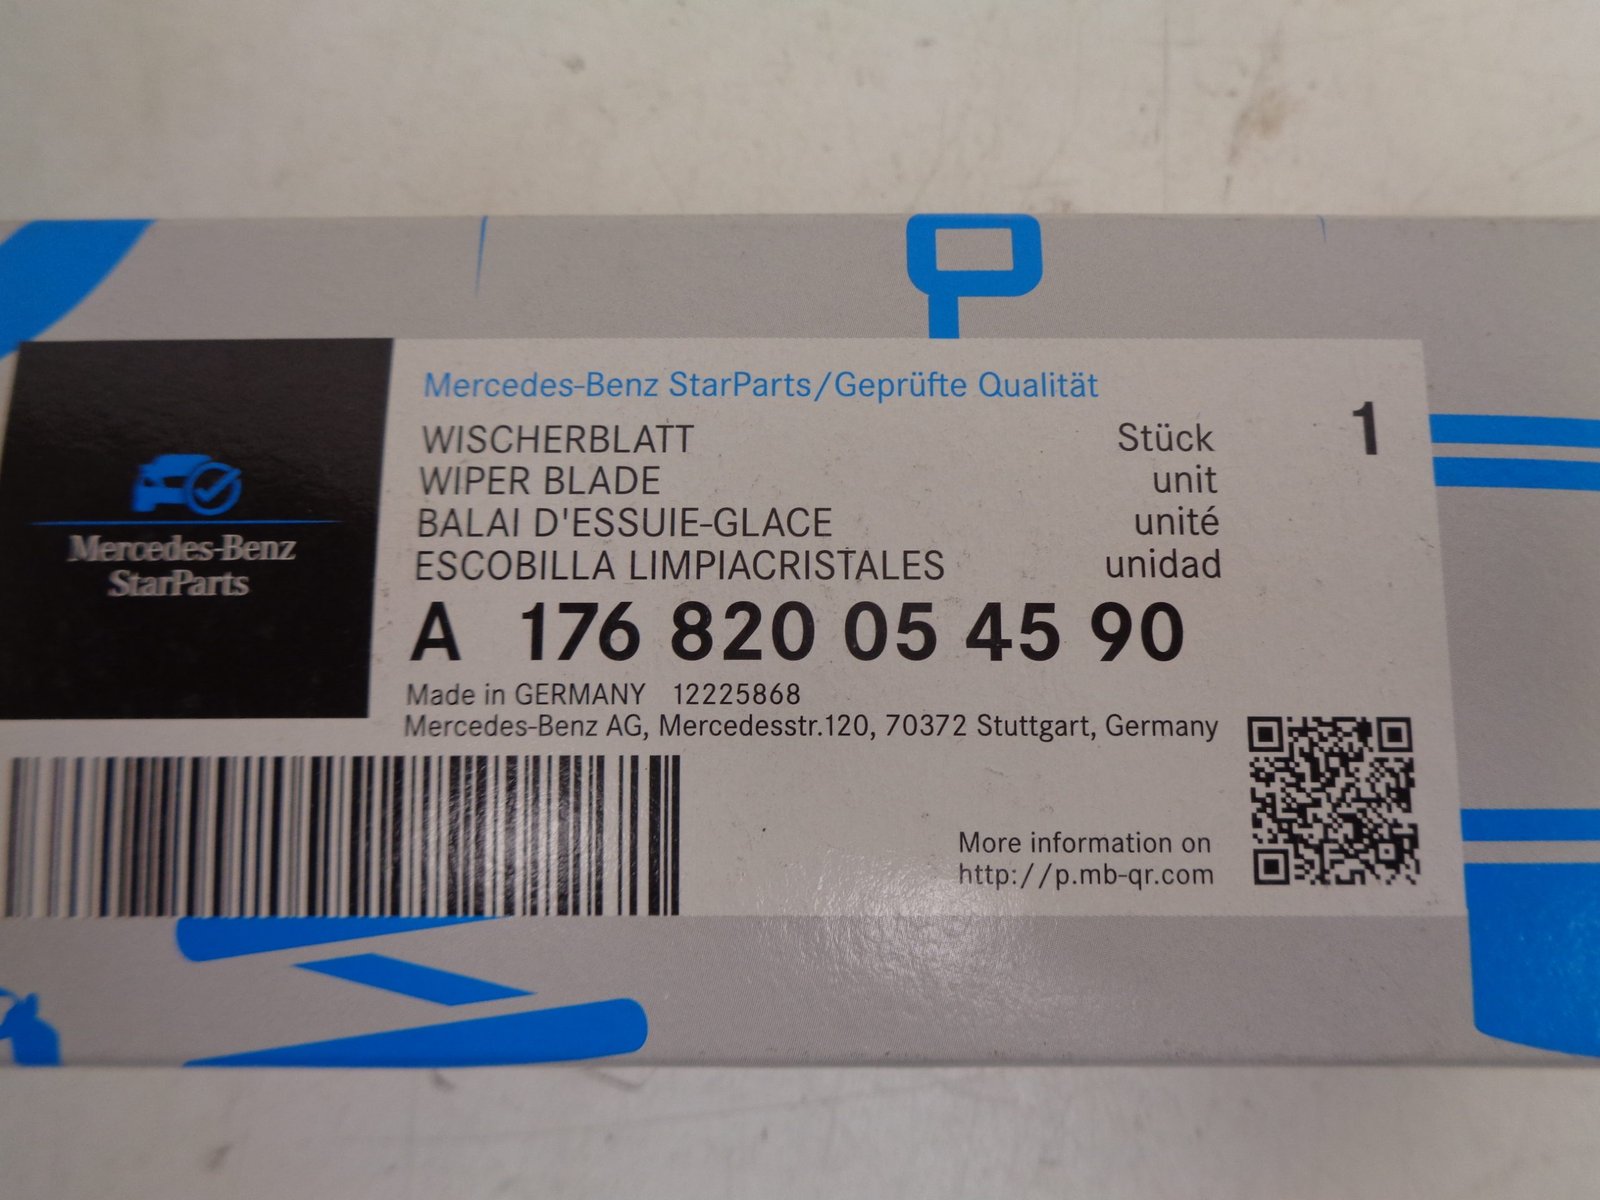 Mercedes-Benz
StarParts
Mercedes-Benz StarParts/Geprüfte Qualität
WISCHERBLATT Stück 1
WIPER BLADE unit
BALAI D'ESSUIE-GLACE unité
ESCOBILLA LIMPIACRISTALES unidad
A 176 820 05 45 90
Made in GERMANY 12225868
Mercedes-Benz AG, Mercedesstr.120, 70372 Stuttgart, Germany
More information on
http://p.mb-qr.com